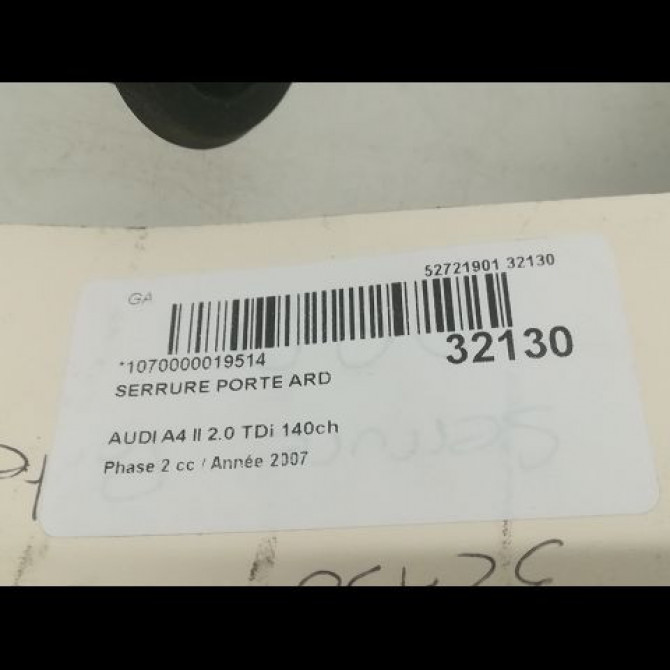 52721901 32130
GA
*1070000019514
32130
SERRURE PORTE ARD
AUDI A4 II 2.0 TDi 140ch
Phase 2 cc / Année 2007